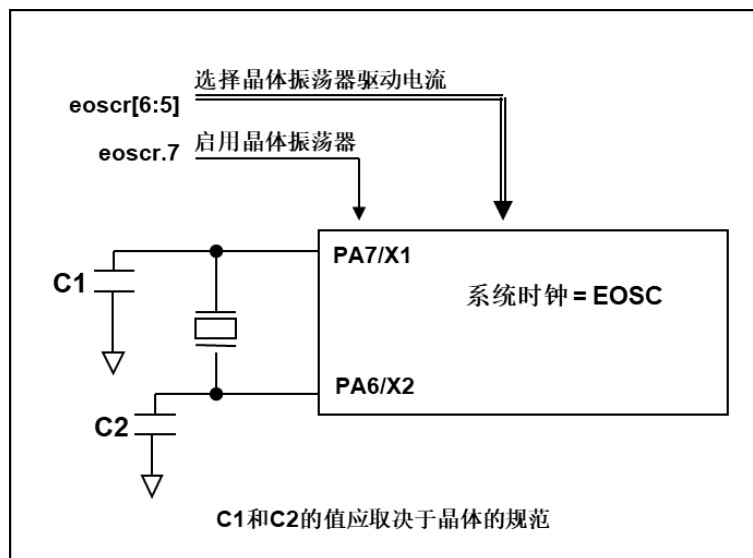 选择晶体振荡器驱动电流
eoscr[6:5]
eoscr.7 启用晶体振荡器
PA7/X1
C1
系统时钟 = EOSC
PA6/X2
C2
C1和C2的值应取决于晶体的规范